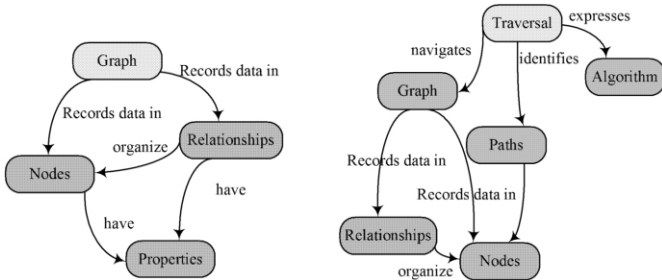 Graph
Records data in
Records data in
organize
Relationships
Nodes
have
have
Properties
Traversal
expresses
navigates
identifies
Algorithm
Graph
Paths
Records data in
Records data in
Relationships
organize
Nodes